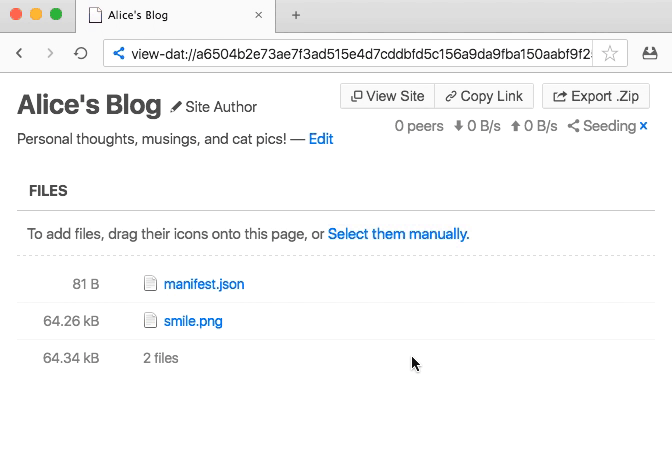 Alice's Blog
view-dat://a6504b2e73ae7f3ad515e4d7cddbfd5c156a9da9fba150aabf9f2
Alice's Blog Site Author
View Site Copy Link Export .Zip
0 peers 0 B/s 0 B/s Seeding x
Personal thoughts, musings, and cat pics! — Edit
FILES
To add files, drag their icons onto this page, or Select them manually.
81 B manifest.json
64.26 kB smile.png
64.34 kB 2 files